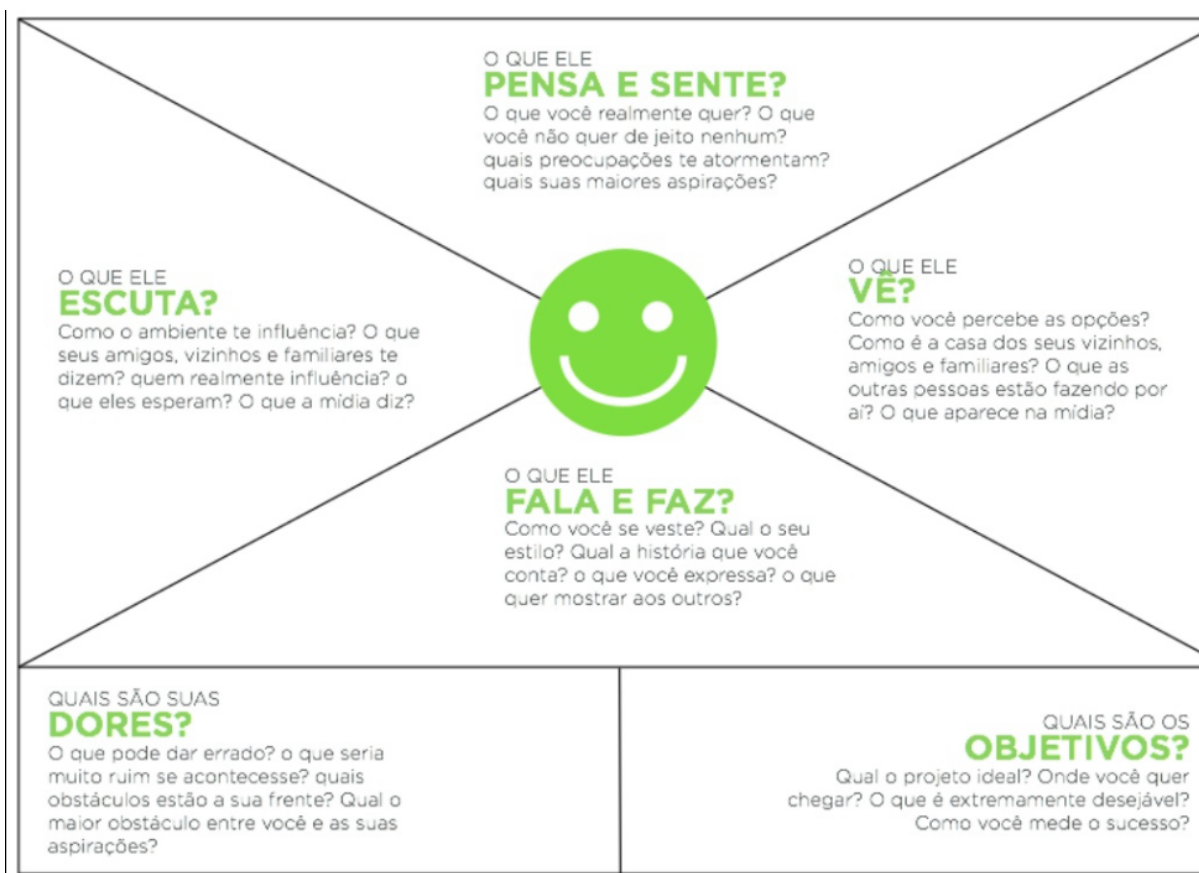 O QUE ELE
PENSA E SENTE?
O que você realmente quer? O que
você não quer de jeito nenhum?
quais preocupações te atormentam?
quais suas maiores aspirações?
O QUE ELE
ESCUTA?
Como o ambiente te influência? O que
seus amigos, vizinhos e familiares te
dizem? quem realmente influência? o
que eles esperam? O que a mídia diz?
O QUE ELE
VÊ?
Como você percebe as opções?
Como é a casa dos seus vizinhos,
amigos e familiares? O que as
outras pessoas estão fazendo por
aí? O que aparece na mídia?
O QUE ELE
FALA E FAZ?
Como você se veste? Qual o seu
estilo? Qual a história que você
conta? o que você expressa? o que
quer mostrar aos outros?
QUAIS SÃO SUAS
DORES?
O que pode dar errado? o que seria
muito ruim se acontecesse? quais
obstáculos estão a sua frente? Qual o
maior obstáculo entre você e as suas
aspirações?
QUAIS SÃO OS
OBJETIVOS?
Qual o projeto ideal? Onde você quer
chegar? O que é extremamente desejável?
Como você mede o sucesso?